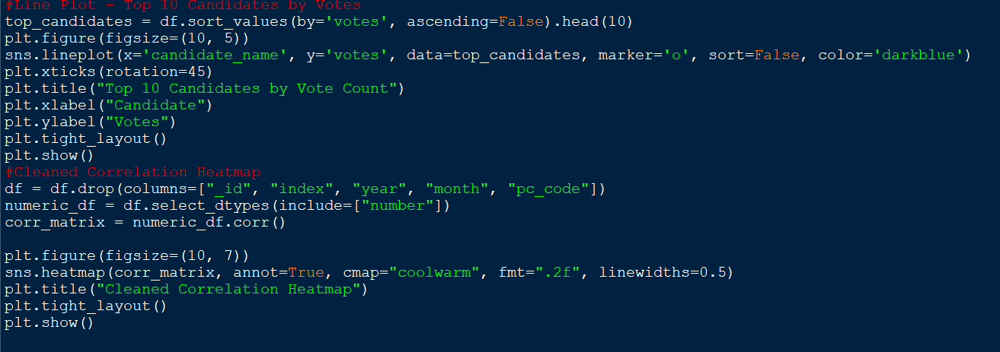 #Line Plot - Top 10 Candidates by Votes
top_candidates = df.sort_values(by='votes', ascending=False).head(10)
plt.figure(figsize=(10, 5))
sns.lineplot(x='candidate_name', y='votes', data=top_candidates, marker='o', sort=False, color='darkblue')
plt.xticks(rotation=45)
plt.title("Top 10 Candidates by Vote Count")
plt.xlabel("Candidate")
plt.ylabel("Votes")
plt.tight_layout()
plt.show()
#Cleaned Correlation Heatmap
df = df.drop(columns=["_id", "index", "year", "month", "pc_code"])
numeric_df = df.select_dtypes(include=["number"])
corr_matrix = numeric_df.corr()
plt.figure(figsize=(10, 7))
sns.heatmap(corr_matrix, annot=True, cmap="coolwarm", fmt=".2f", linewidths=0.5)
plt.title("Cleaned Correlation Heatmap")
plt.tight_layout()
plt.show()